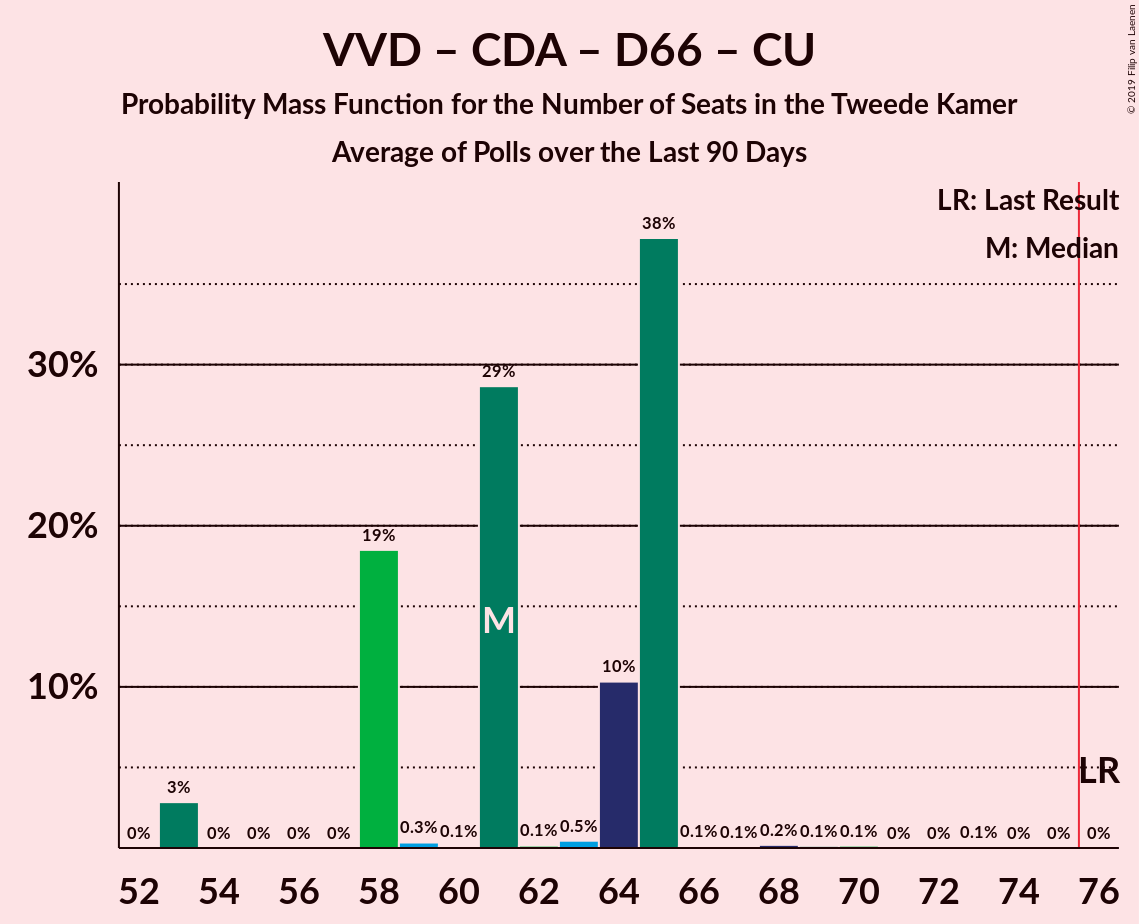 VVD – CDA – D66 – CU
Probability Mass Function for the Number of Seats in the Tweede Kamer
Average of Polls over the Last 90 Days
© 2019 Filip van Laenen
LR: Last Result
M: Median
38%
30%
29%
20%
19%
M
10%
10%
LR
3%
0% 0% 0% 0% 0% 0.3% 0.1% 0.1% 0.5% 0.1% 0.1% 0.2% 0.1% 0.1% 0% 0% 0.1% 0% 0% 0%
52 54 56 58 60 62 64 66 68 70 72 74 76